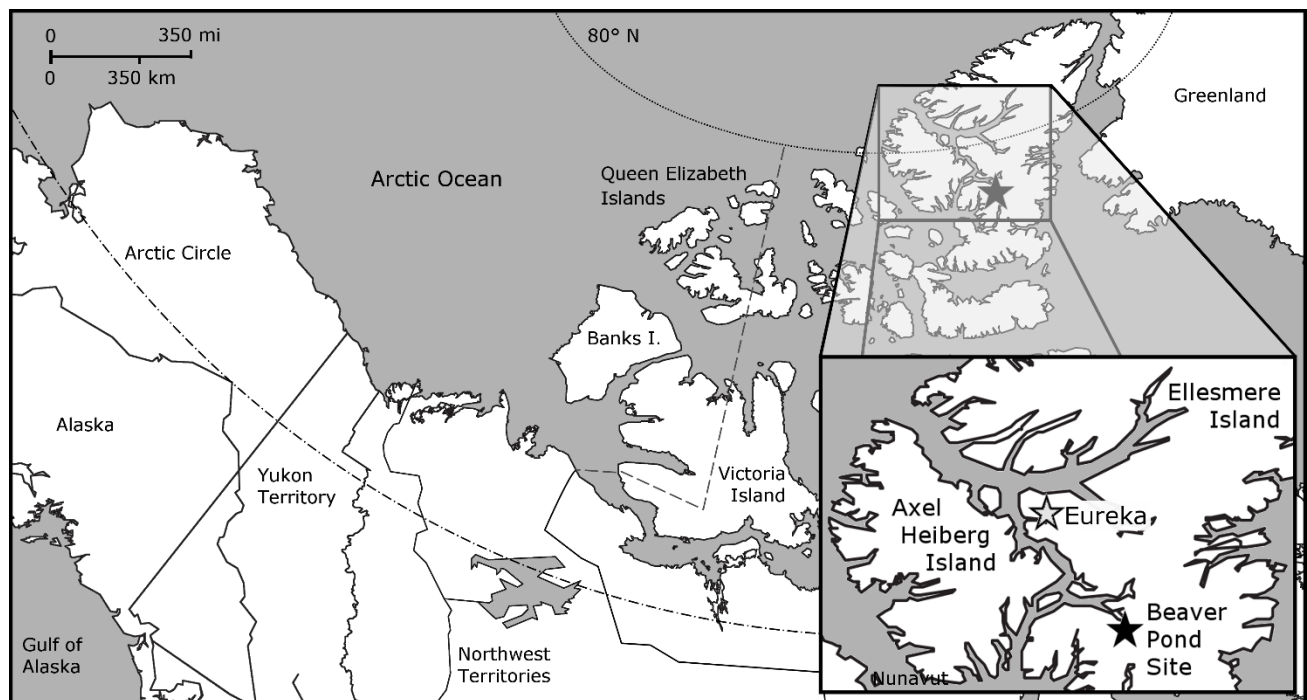 0 350 mi
0 350 km
80° N
Greenland
Arctic Ocean
Queen Elizabeth
Islands
Arctic Circle
Banks I.
Alaska
Yukon
Territory
Victoria
Island
Gulf of
Alaska
Northwest
Territories
Ellesmere
Island
Axel
Heiberg
Island
Eureka
Beaver
Pond
Site
Nunavut